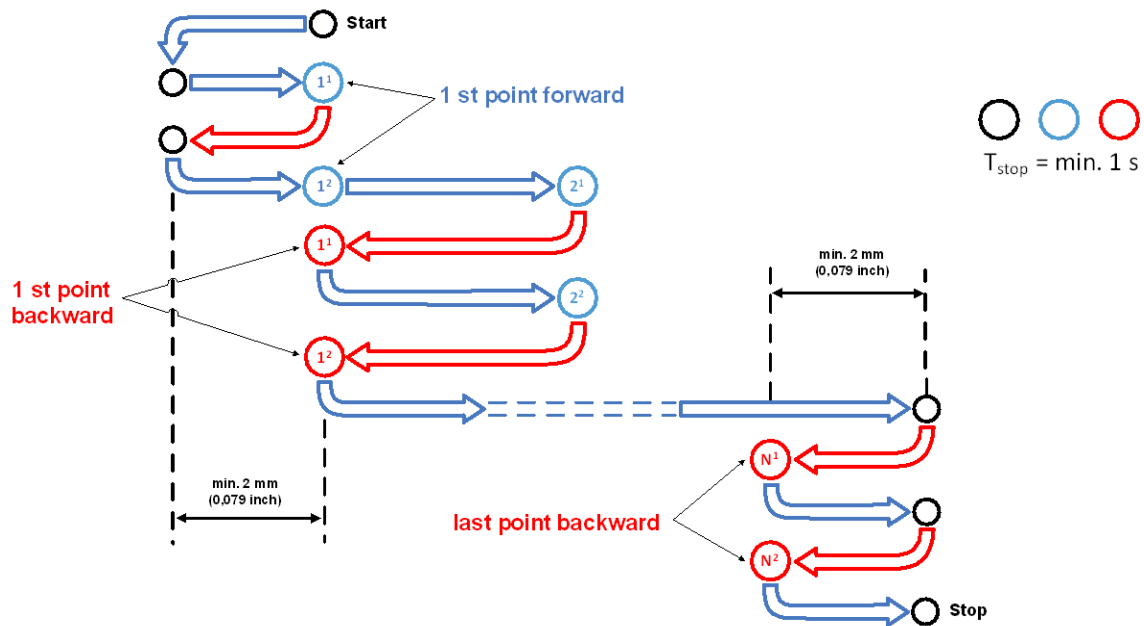 Start
1¹
1 st point forward
T_stop = min. 1 s
1²
2¹
1¹
min. 2 mm
(0,079 inch)
1 st point
backward
2²
1²
N¹
min. 2 mm
(0,079 inch)
last point backward
N²
Stop